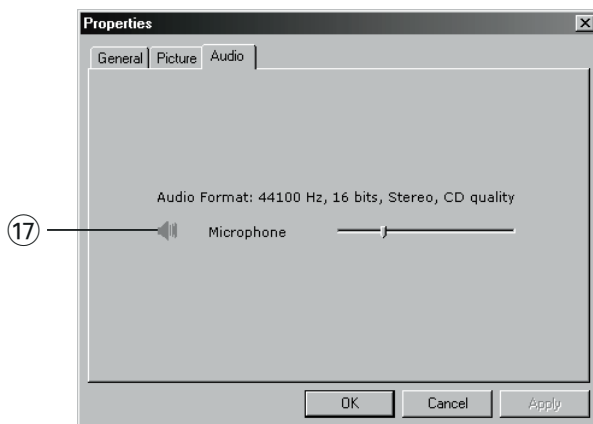 Properties
General Picture Audio
Audio Format: 44100 Hz, 16 bits, Stereo, CD quality
⑰ Microphone
OK Cancel Apply